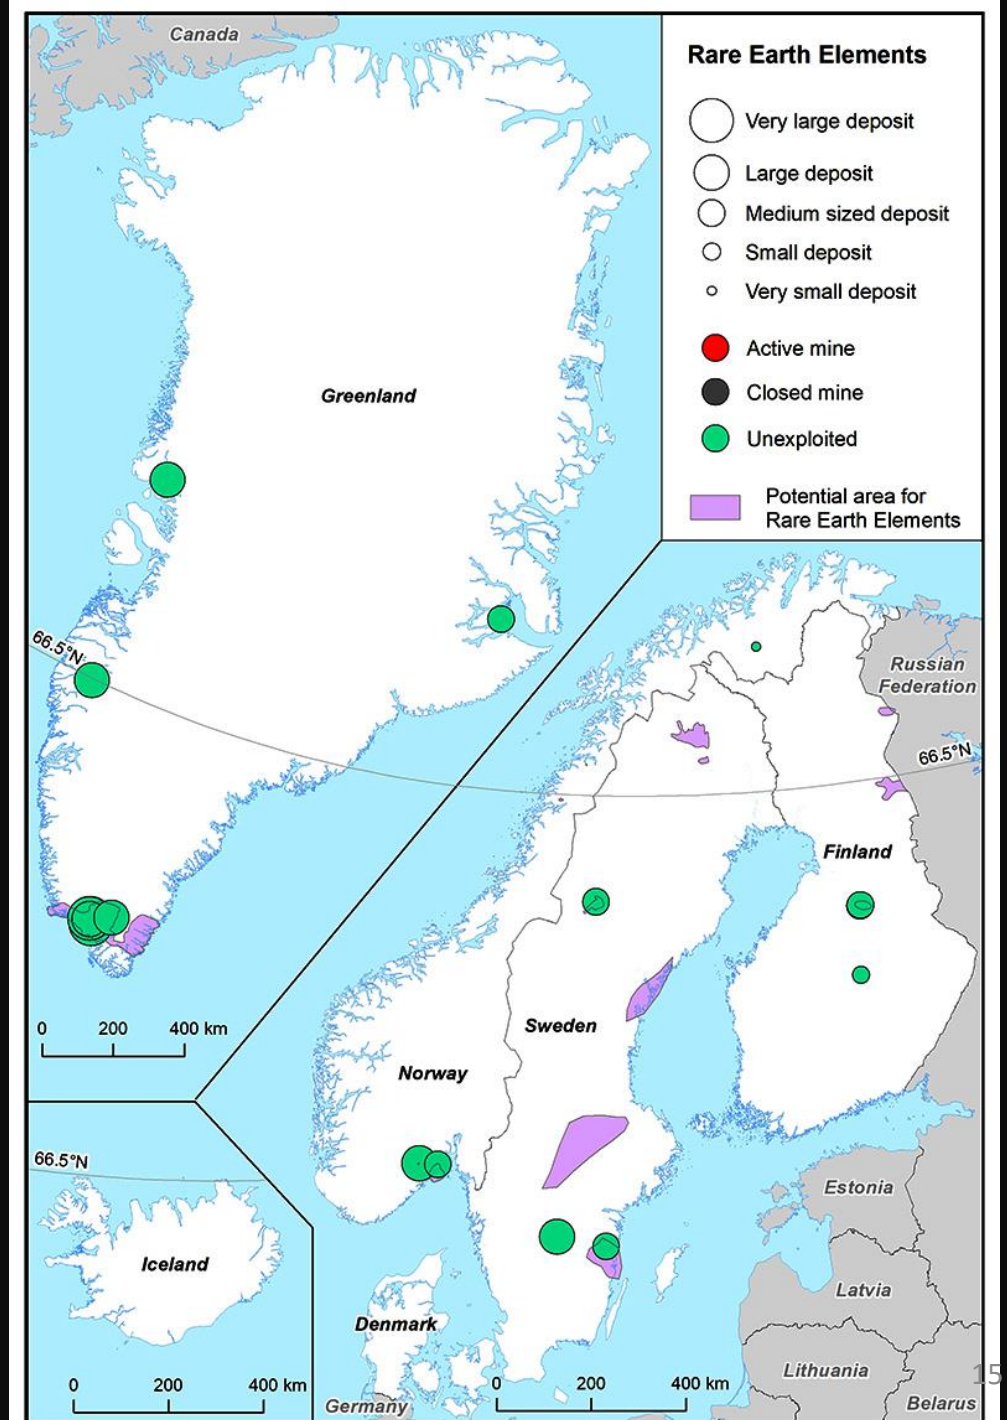 Canada
Rare Earth Elements
Very large deposit
Large deposit
Medium sized deposit
Small deposit
Very small deposit
Active mine
Closed mine
Unexploited
Potential area for
Rare Earth Elements
Greenland
66.5°N
0 200 400 km
Russian
Federation
66.5°N
Finland
Sweden
Norway
Estonia
Latvia
Lithuania
Belarus
Denmark
Germany
0 200 400 km
66.5°N
Iceland
0 200 400 km
15